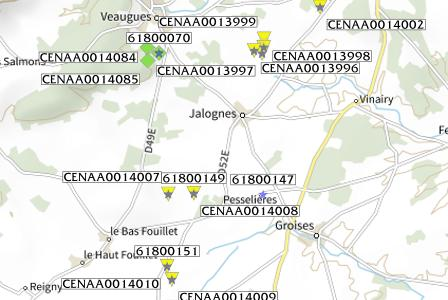 Veaugues
CENAA0013999
CENAA0014002
61800070
s Salmons
CENAA0014084
CENAA0013998
CENAA0014085
CENAA0013997
CENAA0013996
Vinairy
Jalognes
D49E
D52E
CENAA0014007
61800149
61800147
Pesselières
CENAA0014008
Groises
le Bas Fouillet
61800151
le Haut
Reigny
CENAA0014010
CENAA0014009